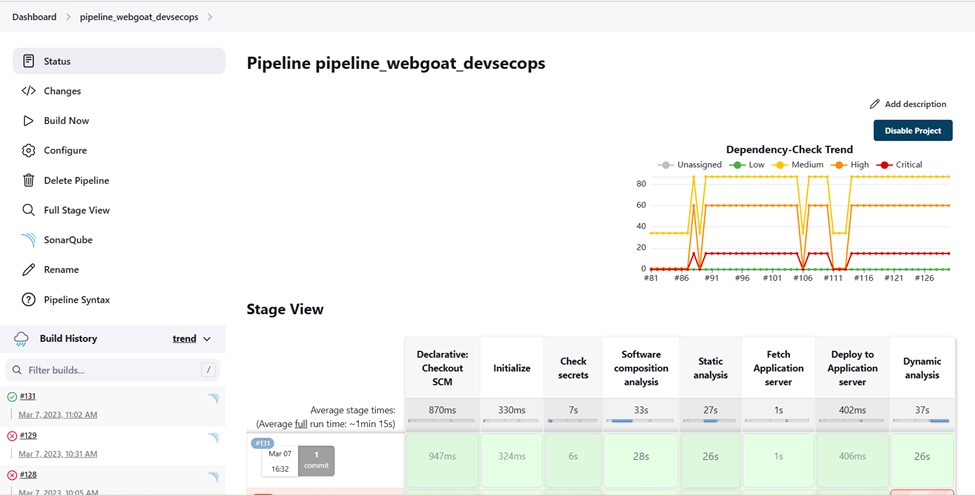 Dashboard > pipeline_webgoat_devsecops >
Status
Changes
Build Now
Configure
Delete Pipeline
Full Stage View
SonarQube
Rename
Pipeline Syntax
Build History trend
Filter builds... /
#131
Mar 7, 2023, 11:02 AM
#129
Mar 7, 2023, 10:31 AM
#128
Mar 7, 2023, 10:05 AM
Pipeline pipeline_webgoat_devsecops
Add description
Disable Project
Dependency-Check Trend
Unassigned Low Medium High Critical
80
60
40
20
0
#81 #86 #91 #96 #101 #106 #111 #116 #121 #126
Stage View
Declarative: Checkout SCM
Initialize
Check secrets
Software composition analysis
Static analysis
Fetch Application server
Deploy to Application server
Dynamic analysis
Average stage times:
(Average full run time: ~1min 15s)
870ms 330ms 7s 33s 27s 1s 402ms 37s
#131
Mar 07
16:32
1
commit
947ms 324ms 6s 28s 26s 1s 406ms 26s